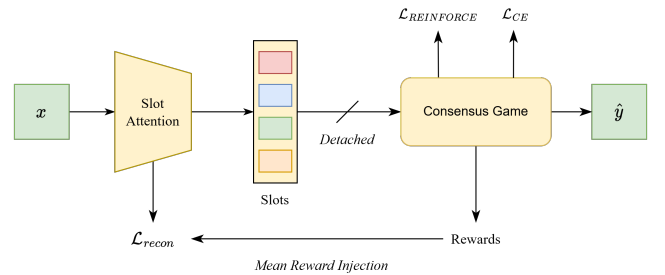 ℒ_REINFORCE ℒ_CE
x
Slot
Attention
Consensus Game
ŷ
Detached
Slots
ℒ_recon
Rewards
Mean Reward Injection